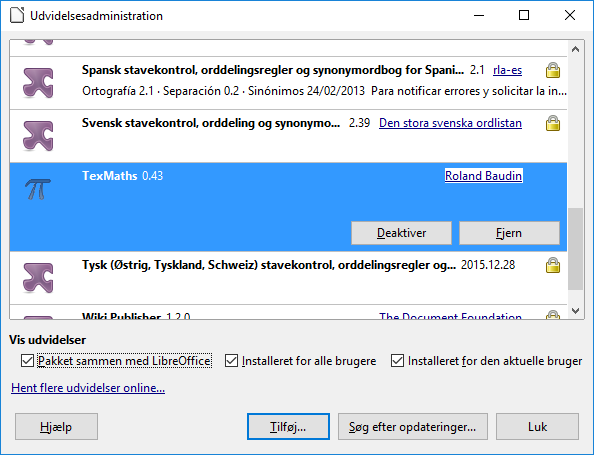 Udvidelsesadministration
Spansk stavekontrol, orddelingsregler og synonymordbog for Spani... 2.1 rla-es
Ortografía 2.1 · Separación 0.2 · Sinónimos 24/02/2013 Para notificar errores y solicitar la in...
Svensk stavekontrol, orddeling og synonymo... 2.39 Den stora svenska ordlistan
TexMaths 0.43 Roland Baudin
Deaktiver Fjern
Tysk (Østrig, Tyskland, Schweiz) stavekontrol, orddelingsregler og... 2015.12.28
Wiki Publisher 1.2.0 The Document Foundation
Vis udvidelser
Pakket sammen med LibreOffice Installeret for alle brugere Installeret for den aktuelle bruger
Hent flere udvidelser online...
Hjælp Tilføj... Søg efter opdateringer... Luk